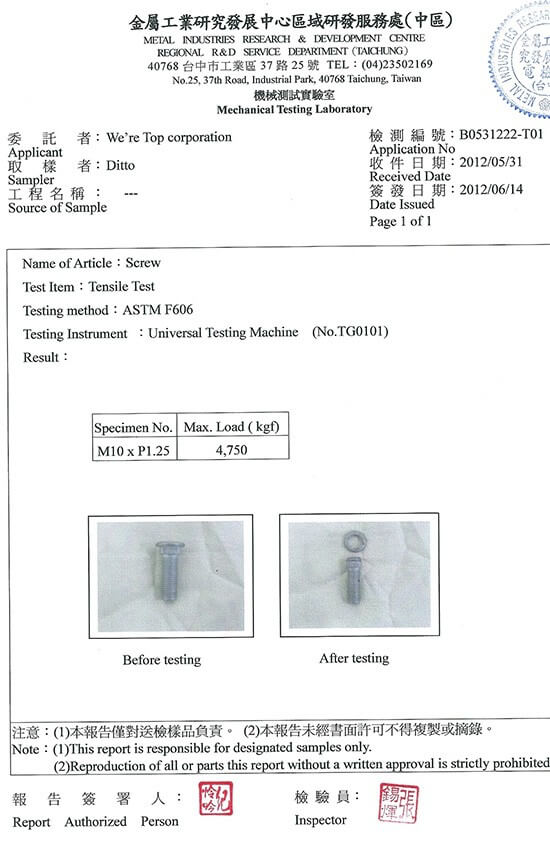 金屬工業研究發展中心區域研發服務處(中區)
METAL INDUSTRIES RESEARCH & DEVELOPMENT CENTRE
REGIONAL R&D SERVICE DEPARTMENT (TAICHUNG)
40768 台中市工業區 37 路 25 號 TEL：(04)23502169
No.25, 37th Road, Industrial Park, 40768 Taichung, Taiwan
機械測試實驗室
Mechanical Testing Laboratory
METAL INDUSTRIES RESEAR
委託者：We're Top corporation
Applicant
取樣者：Ditto
Sampler
工程名稱：---
Source of Sample
檢測編號：B0531222-T01
Application No
收件日期：2012/05/31
Received Date
簽發日期：2012/06/14
Date Issued
Page 1 of 1
Name of Article：Screw
Test Item：Tensile Test
Testing method：ASTM F606
Testing Instrument ：Universal Testing Machine (No.TG0101)
Result：
Specimen No. Max. Load ( kgf)
M10 x P1.25 4,750
Before testing
After testing
注意：(1)本報告僅對送檢樣品負責。 (2)本報告未經書面許可不得複製或摘錄。
Note：(1)This report is responsible for designated samples only.
(2)Reproduction of all or parts this report without a written approval is strictly prohibited
報告簽署人：
Report Authorized Person
檢驗員：
Inspector
張錫煇